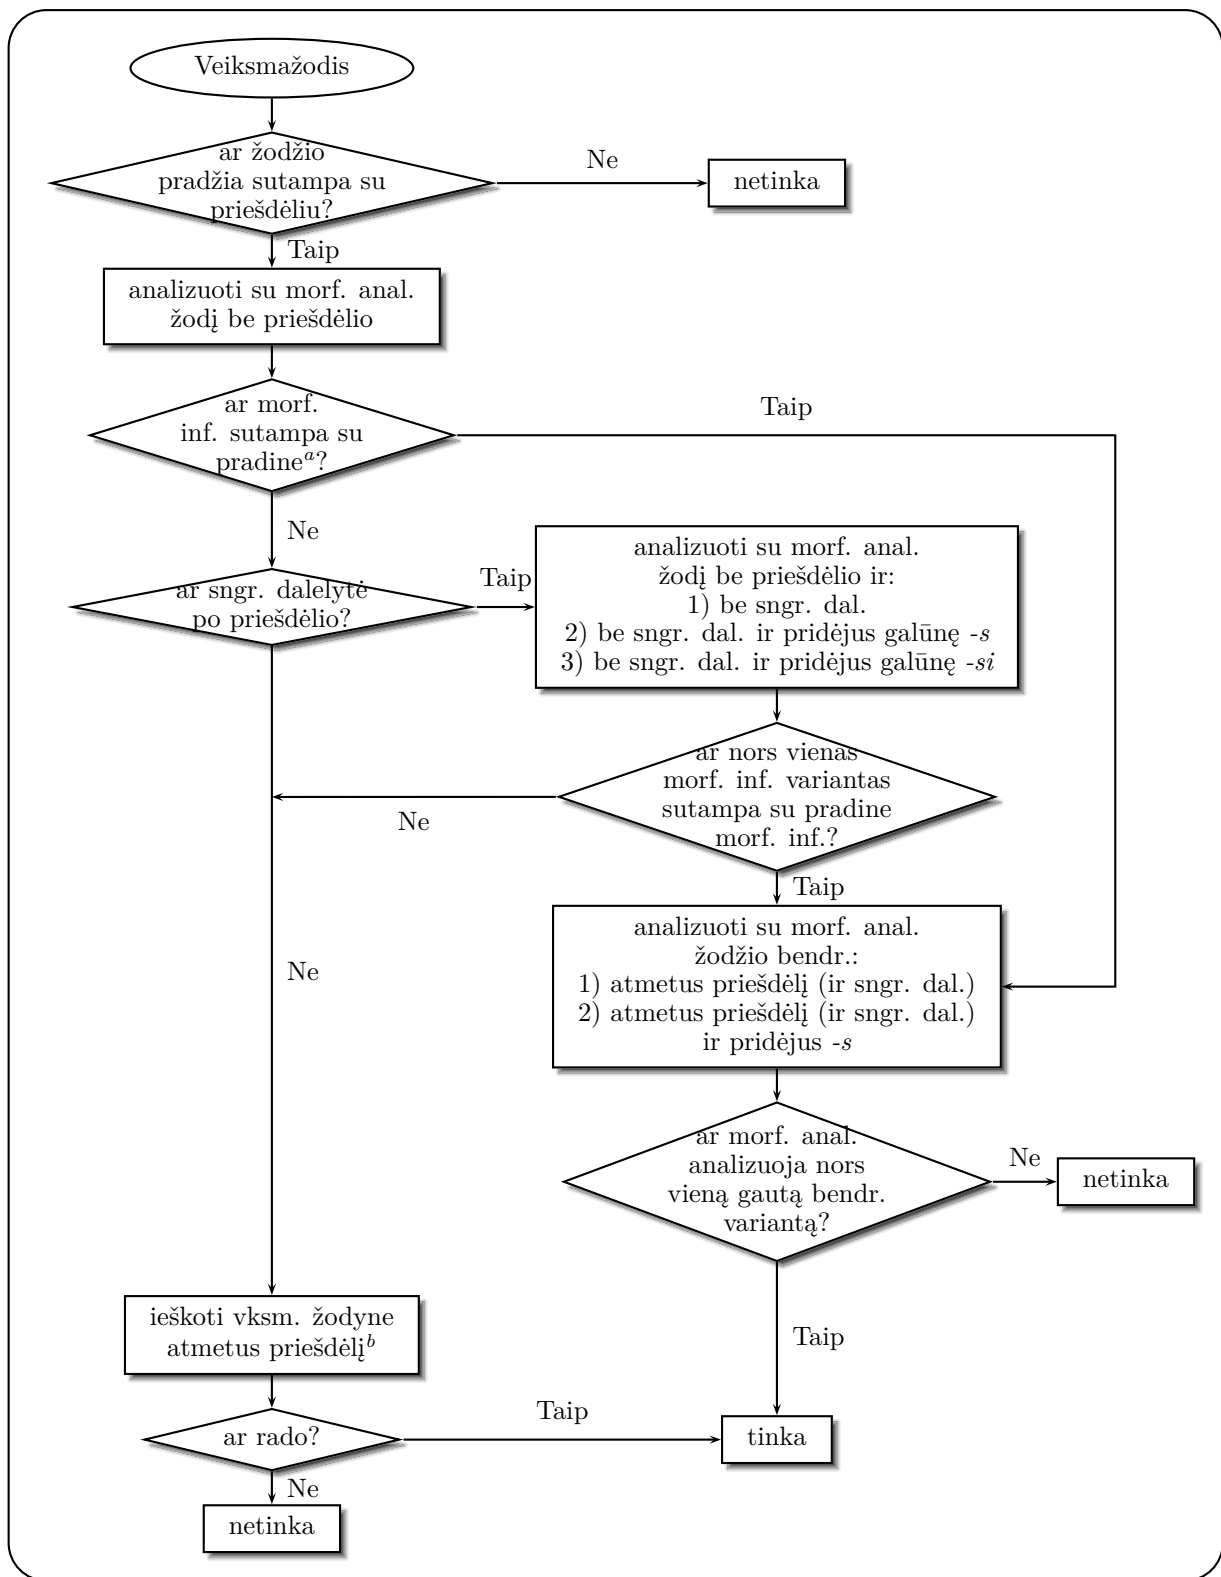 Veiksmažodis
ar žodžio
pradžia sutampa su
priešdėliu?
Ne
netinka
Taip
analizuoti su morf. anal.
žodį be priešdėlio
ar morf.
inf. sutampa su
pradineᵃ?
Taip
Ne
ar sngr. dalelytė
po priešdėlio?
Taip
analizuoti su morf. anal.
žodį be priešdėlio ir:
1) be sngr. dal.
2) be sngr. dal. ir pridėjus galūnę -s
3) be sngr. dal. ir pridėjus galūnę -si
ar nors vienas
morf. inf. variantas
sutampa su pradine
morf. inf.?
Ne
Taip
analizuoti su morf. anal.
žodžio bendr.:
1) atmetus priešdėlį (ir sngr. dal.)
2) atmetus priešdėlį (ir sngr. dal.)
ir pridėjus -s
Ne
ar morf. anal.
analizuoja nors
vieną gautą bendr.
variantą?
Ne
netinka
Taip
ieškoti vksm. žodyne
atmetus priešdėlįᵇ
ar rado?
Taip
tinka
Ne
netinka